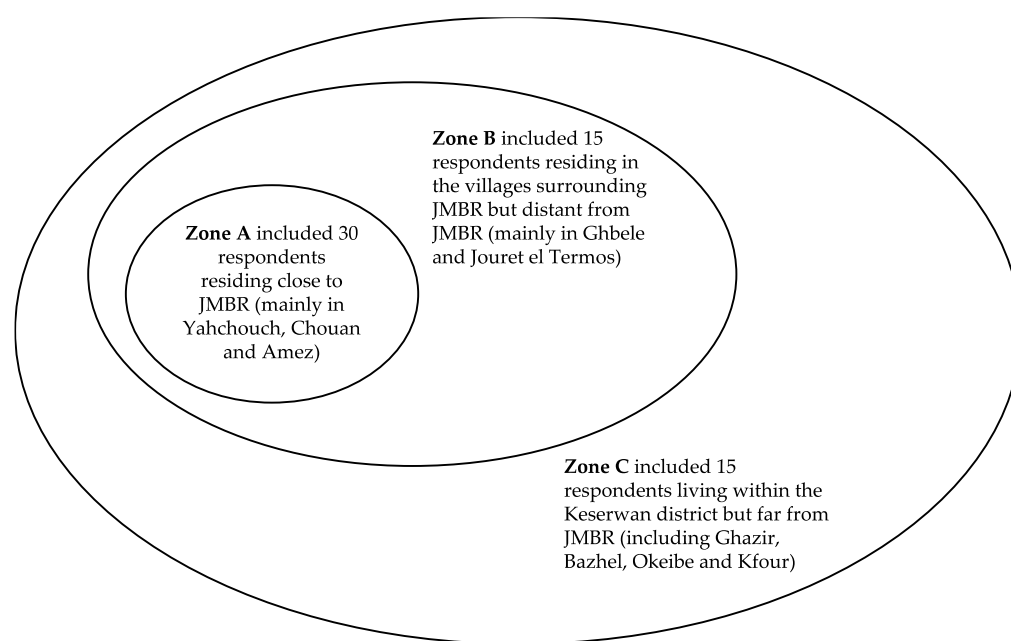 Zone B included 15
respondents residing in
the villages surrounding
JMBR but distant from
JMBR (mainly in Ghbele
and Jouret el Termos)
Zone A included 30
respondents
residing close to
JMBR (mainly in
Yahchouch, Chouan
and Amez)
Zone C included 15
respondents living within the
Keserwan district but far from
JMBR (including Ghazir,
Bazhel, Okeibe and Kfour)